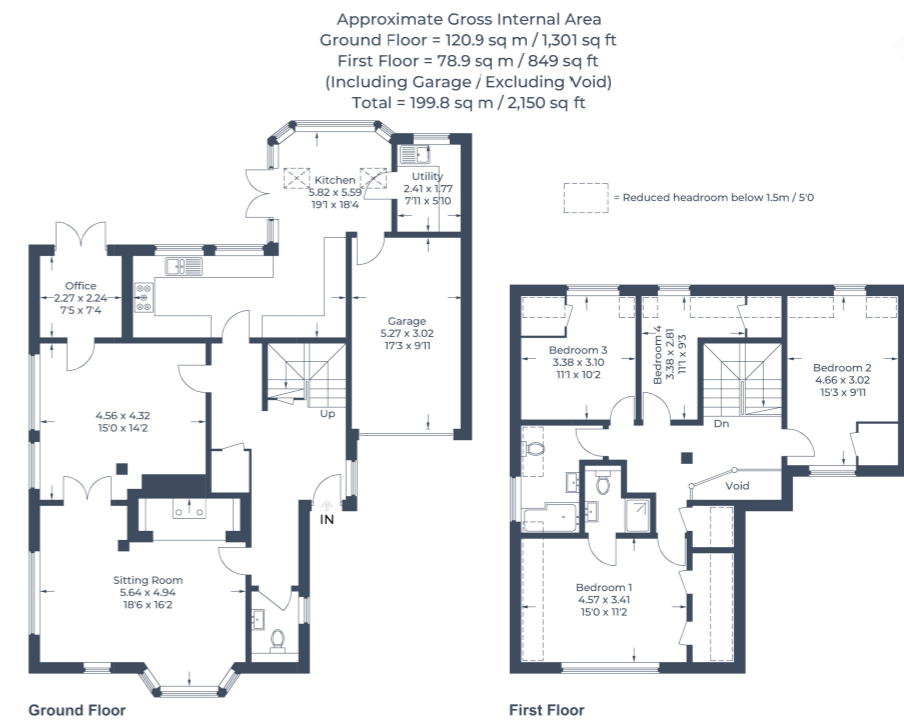 Approximate Gross Internal Area
Ground Floor = 120.9 sq m / 1,301 sq ft
First Floor = 78.9 sq m / 849 sq ft
(Including Garage / Excluding Void)
Total = 199.8 sq m / 2,150 sq ft
Kitchen
5.82 x 5.59
19'1 x 18'4
Utility
2.41 x 1.77
7'11 x 5'10
= Reduced headroom below 1.5m / 5'0
Office
2.27 x 2.24
7'5 x 7'4
Garage
5.27 x 3.02
17'3 x 9'11
4.56 x 4.32
15'0 x 14'2
Up
IN
Sitting Room
5.64 x 4.94
18'6 x 16'2
Ground Floor
Bedroom 3
3.38 x 3.10
11'1 x 10'2
Bedroom 4
3.38 x 2.81
11'1 x 9'3
Bedroom 2
4.66 x 3.02
15'3 x 9'11
Dn
Void
Bedroom 1
4.57 x 3.41
15'0 x 11'2
First Floor